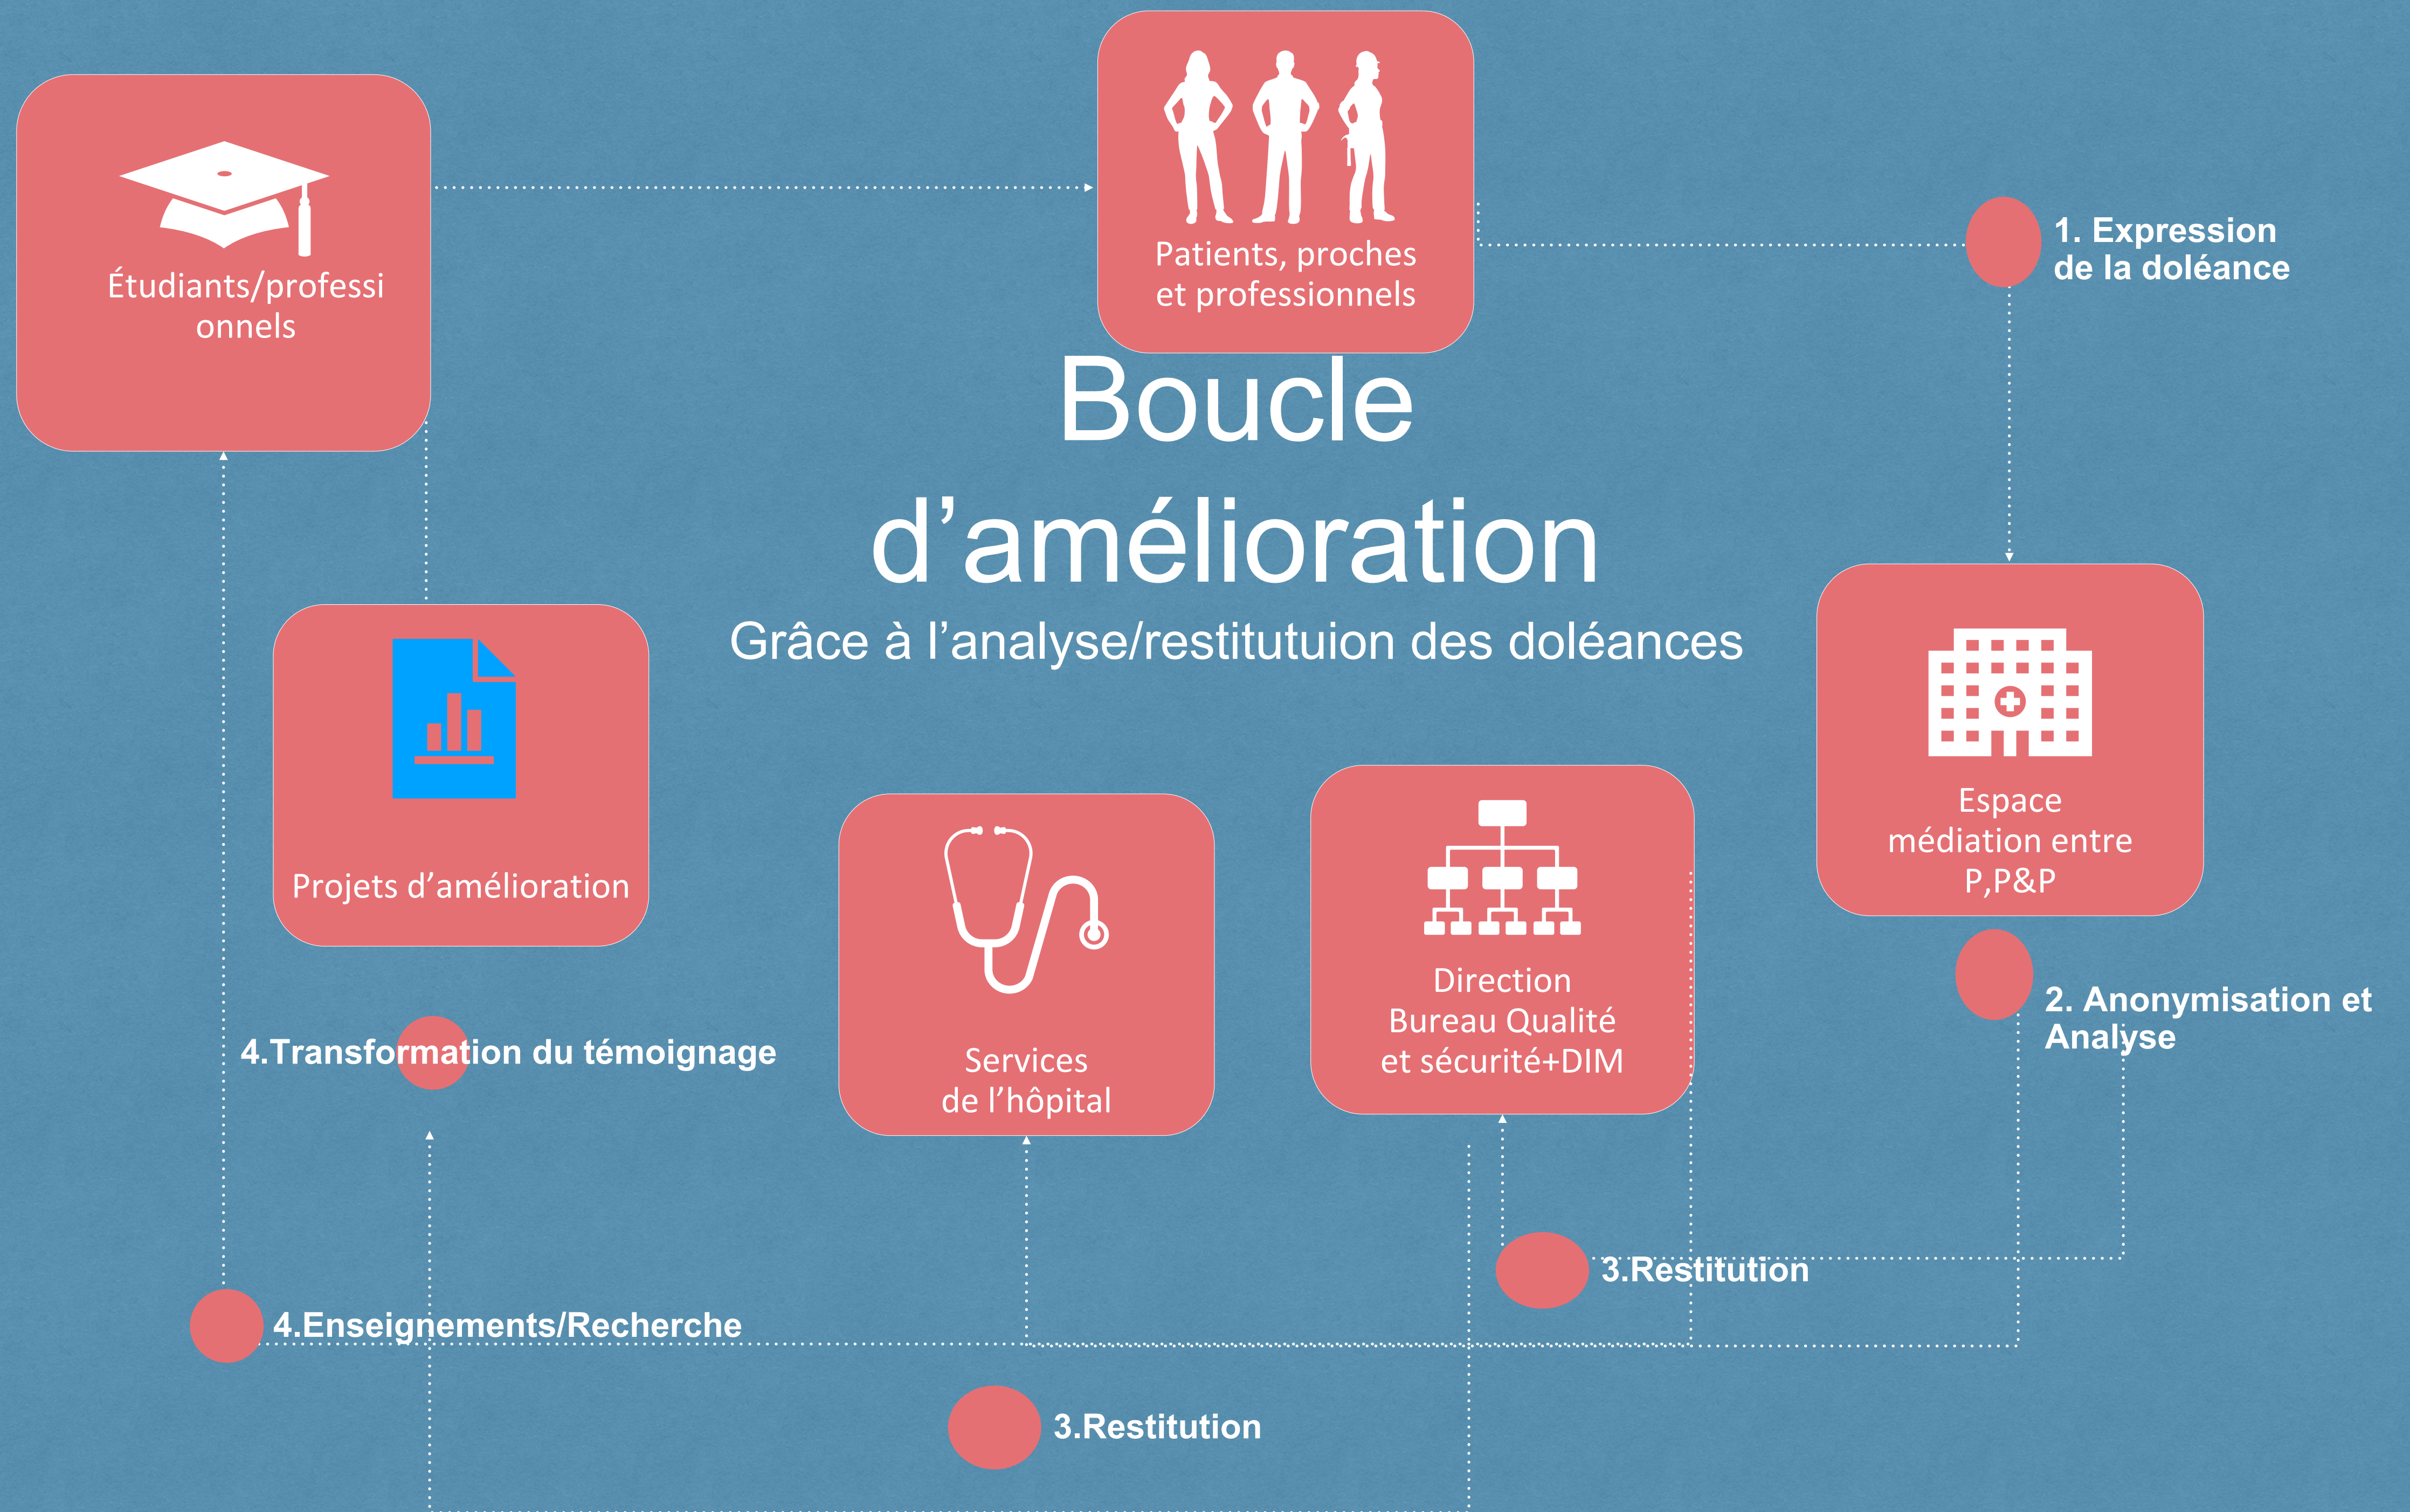 Patients, proches
et professionnels
Étudiants/professi
onnels
1. Expression
de la doléance
Boucle
d’amélioration
Grâce à l’analyse/restitutuion des doléances
Espace
médiation entre
P,P&P
Projets d’amélioration
Services
de l’hôpital
Direction
Bureau Qualité
et sécurité+DIM
2. Anonymisation et
Analyse
4.Transformation du témoignage
3.Restitution
4.Enseignements/Recherche
3.Restitution